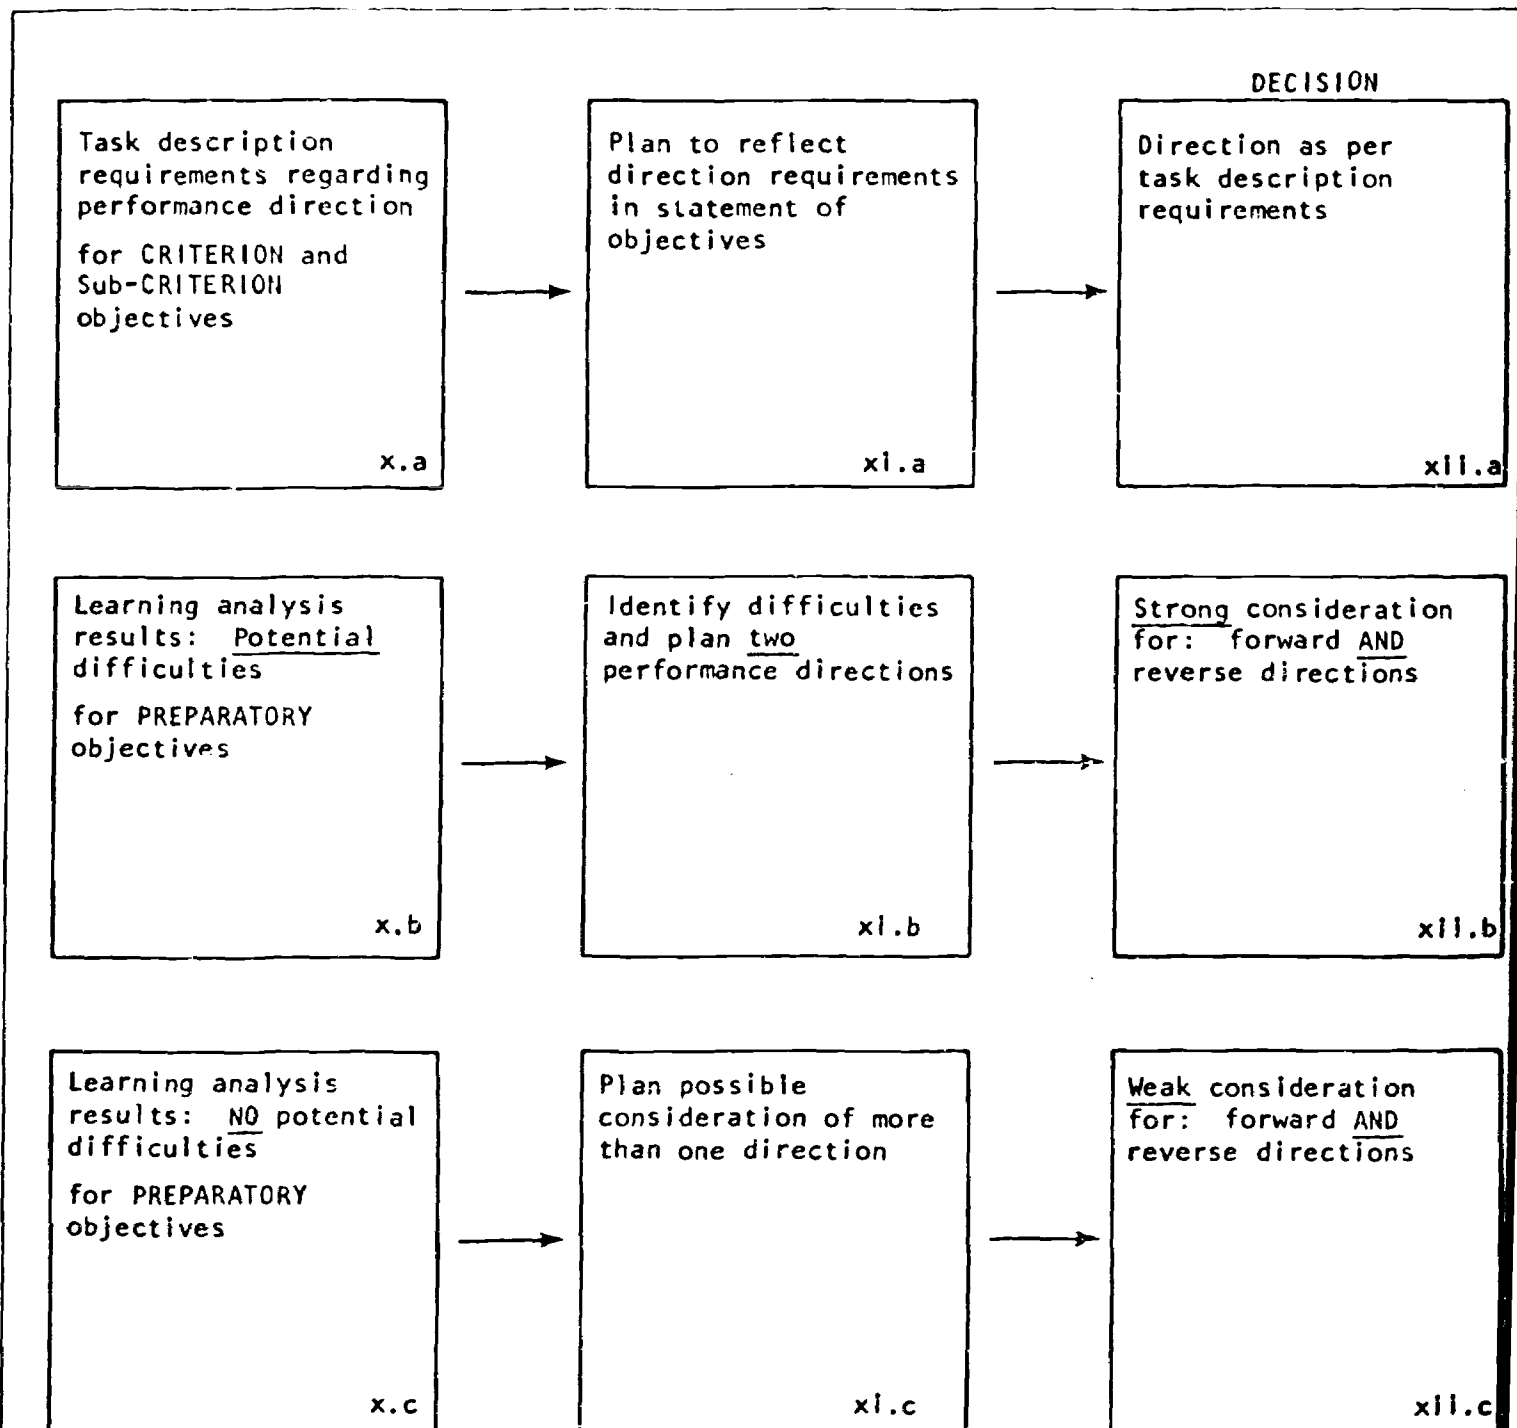 DECISION
Task description
requirements regarding
performance direction
for CRITERION and
Sub-CRITERION
objectives
x.a
Plan to reflect
direction requirements
in statement of
objectives
xi.a
Direction as per
task description
requirements
xii.a
Learning analysis
results: Potential
difficulties
for PREPARATORY
objectives
x.b
Identify difficulties
and plan two
performance directions
xi.b
Strong consideration
for: forward AND
reverse directions
xii.b
Learning analysis
results: NO potential
difficulties
for PREPARATORY
objectives
x.c
Plan possible
consideration of more
than one direction
xi.c
Weak consideration
for: forward AND
reverse directions
xii.c